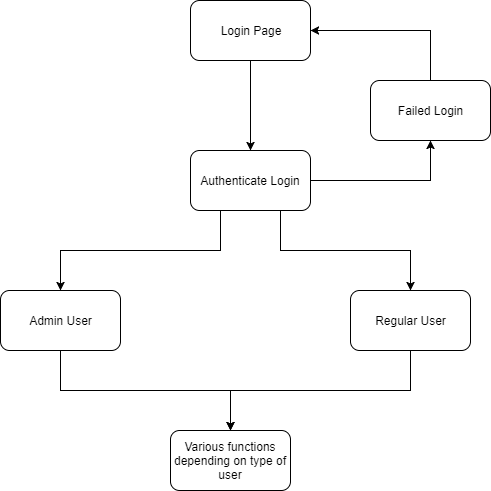 Login Page
Failed Login
Authenticate Login
Admin User
Regular User
Various functions
depending on type of
user